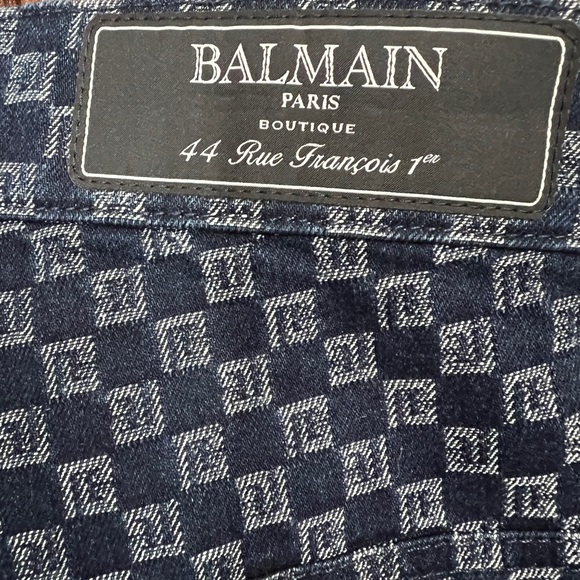 BALMAIN
PARIS
BOUTIQUE
44 Rue François 1er